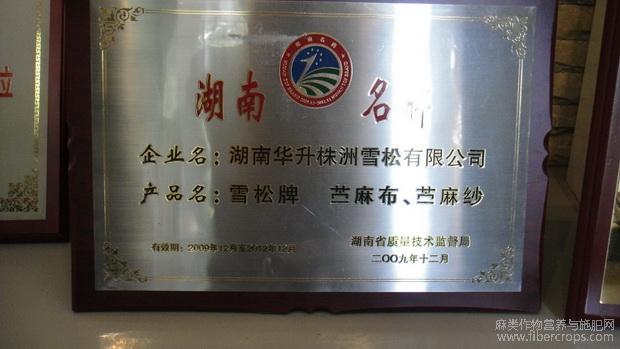 湖南名牌
企业名：湖南华升株洲雪松有限公司
产品名：雪松牌 苎麻布、苎麻纱
有效期：2009年12月至2012年12月
湖南省质量技术监督局
二〇〇九年十二月
位
麻类作物营养与施肥网
www.fibercrops.com